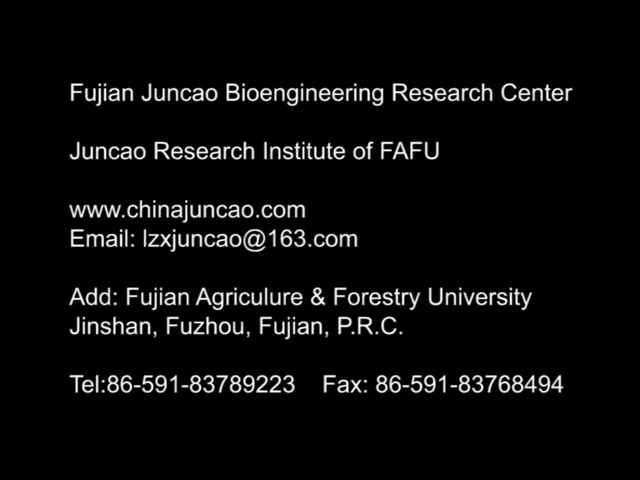 Fujian Juncao Bioengineering Research Center
Juncao Research Institute of FAFU
www.chinajuncao.com
Email: lzxjuncao@163.com
Add: Fujian Agriculure & Forestry University
Jinshan, Fuzhou, Fujian, P.R.C.
Tel:86-591-83789223    Fax: 86-591-83768494